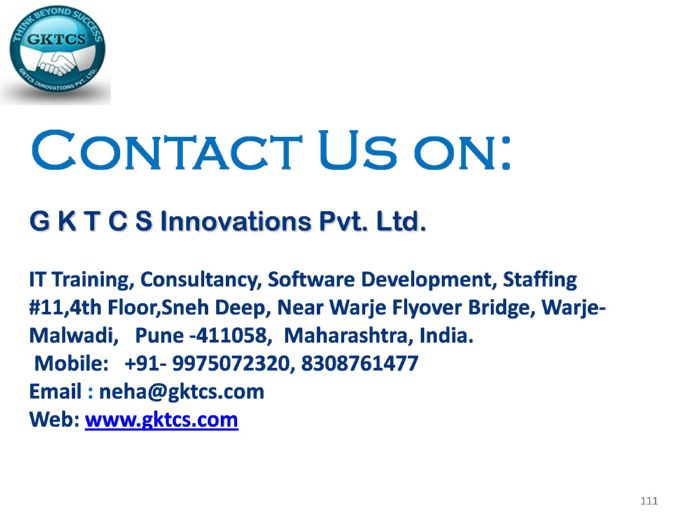 THINK BEYOND SUCCESS
GKTCS
GKTCS INNOVATIONS PVT. LTD.
CONTACT US ON:
G K T C S Innovations Pvt. Ltd.
IT Training, Consultancy, Software Development, Staffing
#11,4th Floor,Sneh Deep, Near Warje Flyover Bridge, Warje-
Malwadi, Pune -411058, Maharashtra, India.
Mobile: +91- 9975072320, 8308761477
Email : neha@gktcs.com
Web: www.gktcs.com
111